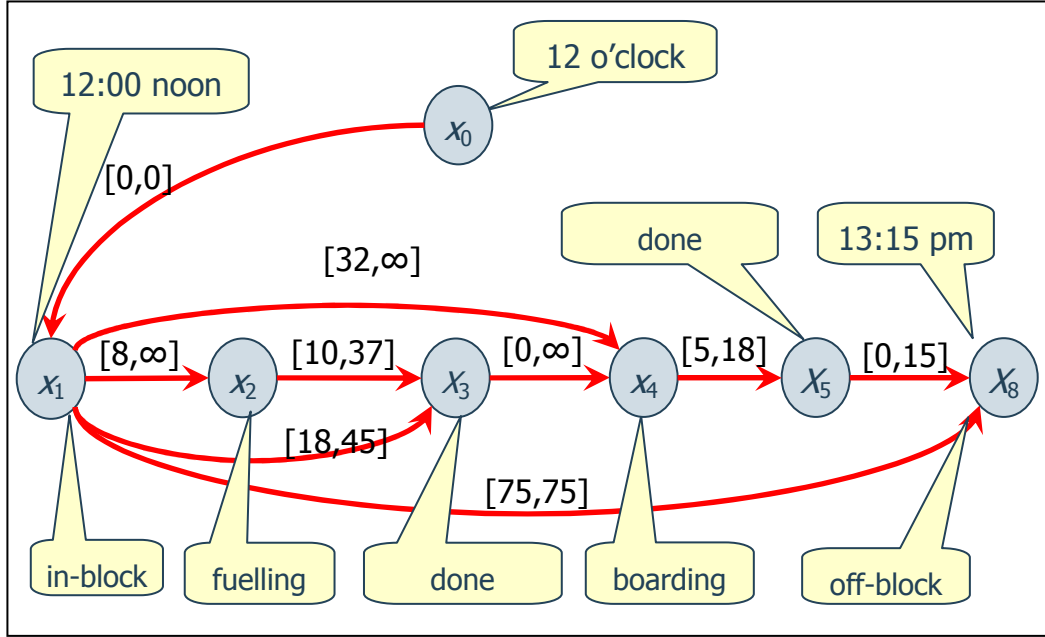 12 o’clock
12:00 noon
x0
[0,0]
done
13:15 pm
[32,∞]
[8,∞]
[10,37]
[0,∞]
[5,18]
[0,15]
x1
x2
x3
x4
X5
X8
[18,45]
[75,75]
in-block
fuelling
done
boarding
off-block